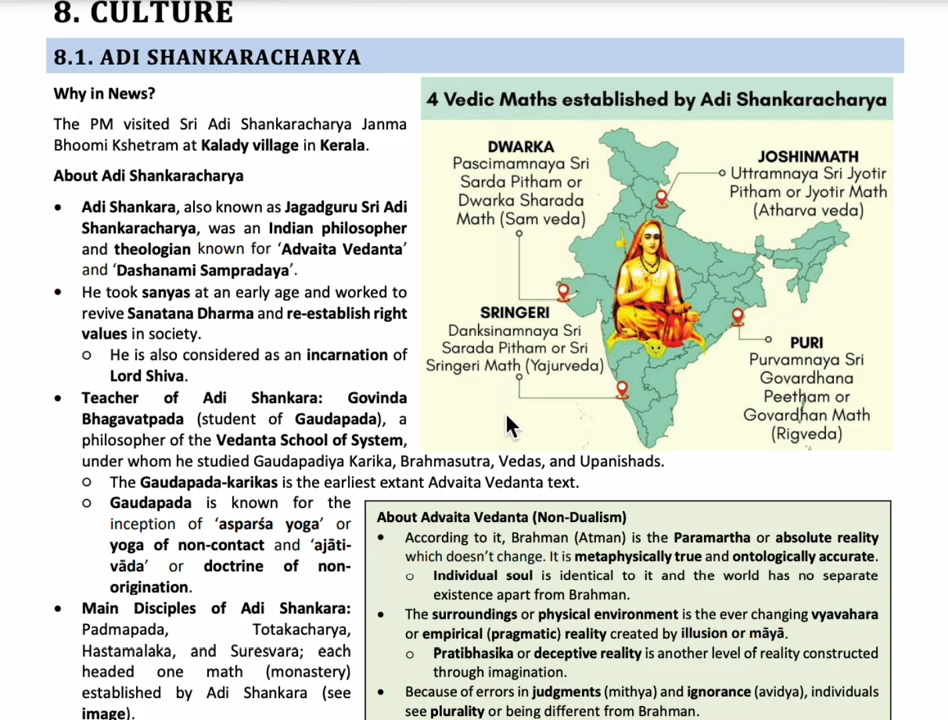 8. CULTURE
8.1. ADI SHANKARACHARYA
Why in News?
The PM visited Sri Adi Shankaracharya Janma
Bhoomi Kshetram at Kalady village in Kerala.
About Adi Shankaracharya
• Adi Shankara, also known as Jagadguru Sri Adi
Shankaracharya, was an Indian philosopher
and theologian known for ‘Advaita Vedanta’
and ‘Dashanami Sampradaya’.
• He took sanyas at an early age and worked to
revive Sanatana Dharma and re-establish right
values in society.
o He is also considered as an incarnation of
Lord Shiva.
• Teacher of Adi Shankara: Govinda
Bhagavatpada (student of Gaudapada), a
philosopher of the Vedanta School of System,
under whom he studied Gaudapadiya Karika, Brahmasutra, Vedas, and Upanishads.
o The Gaudapada-karikas is the earliest extant Advaita Vedanta text.
o Gaudapada is known for the
inception of ‘asparśa yoga’ or
yoga of non-contact and ‘ajāti-
vāda’ or doctrine of non-
origination.
• Main Disciples of Adi Shankara:
Padmapada, Totakacharya,
Hastamalaka, and Suresvara; each
headed one math (monastery)
established by Adi Shankara (see
image).
4 Vedic Maths established by Adi Shankaracharya
DWARKA
Pascimamnaya Sri
Sarda Pitham or
Dwarka Sharada
Math (Sam veda)
JOSHINMATH
Uttramnaya Sri Jyotir
Pitham or Jyotir Math
(Atharva veda)
SRINGERI
Danksinamnaya Sri
Sarada Pitham or Sri
Sringeri Math (Yajurveda)
PURI
Purvamnaya Sri
Govardhana
Peetham or
Govardhan Math
(Rigveda)
About Advaita Vedanta (Non-Dualism)
• According to it, Brahman (Atman) is the Paramartha or absolute reality
which doesn’t change. It is metaphysically true and ontologically accurate.
o Individual soul is identical to it and the world has no separate
existence apart from Brahman.
• The surroundings or physical environment is the ever changing vyavahara
or empirical (pragmatic) reality created by illusion or māyā.
o Pratibhasika or deceptive reality is another level of reality constructed
through imagination.
• Because of errors in judgments (mithya) and ignorance (avidya), individuals
see plurality or being different from Brahman.